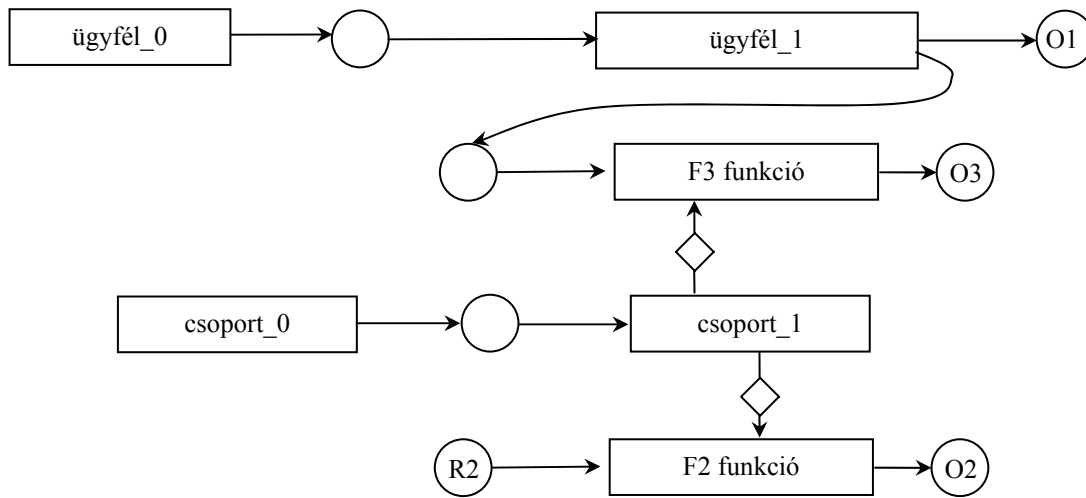 ügyfél_0
ügyfél_1
O1
F3 funkció
O3
csoport_0
csoport_1
R2
F2 funkció
O2